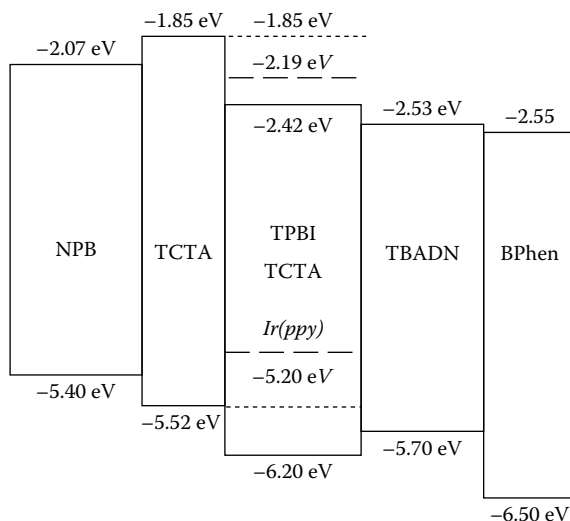 −1.85 eV
−1.85 eV
−2.07 eV
−2.19 eV
−2.42 eV
−2.53 eV
−2.55
NPB
TCTA
TPBI
TCTA
TBADN
BPhen
Ir(ppy)
−5.20 eV
−5.40 eV
−5.52 eV
−5.70 eV
−6.20 eV
−6.50 eV